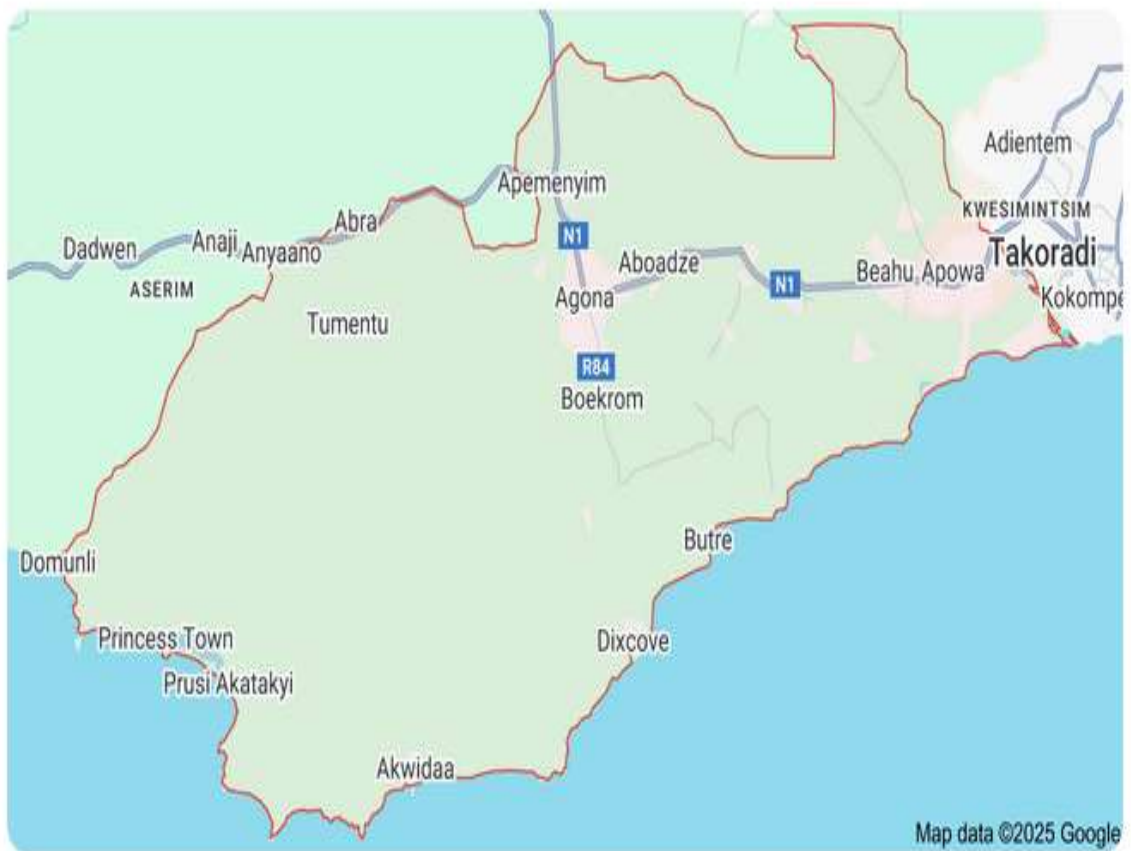 Adientem
Apemenyim
KWESIMINTSIM
Abra
Dadwen
Anaji
Anyaano
N1
Takoradi
Aboadze
Beahu
Apowa
ASERIM
N1
Agona
Kokompe
Tumentu
R84
Boekrom
Butre
Domunli
Princess Town
Dixcove
Prusi Akatakyi
Akwidaa
Map data ©2025 Google